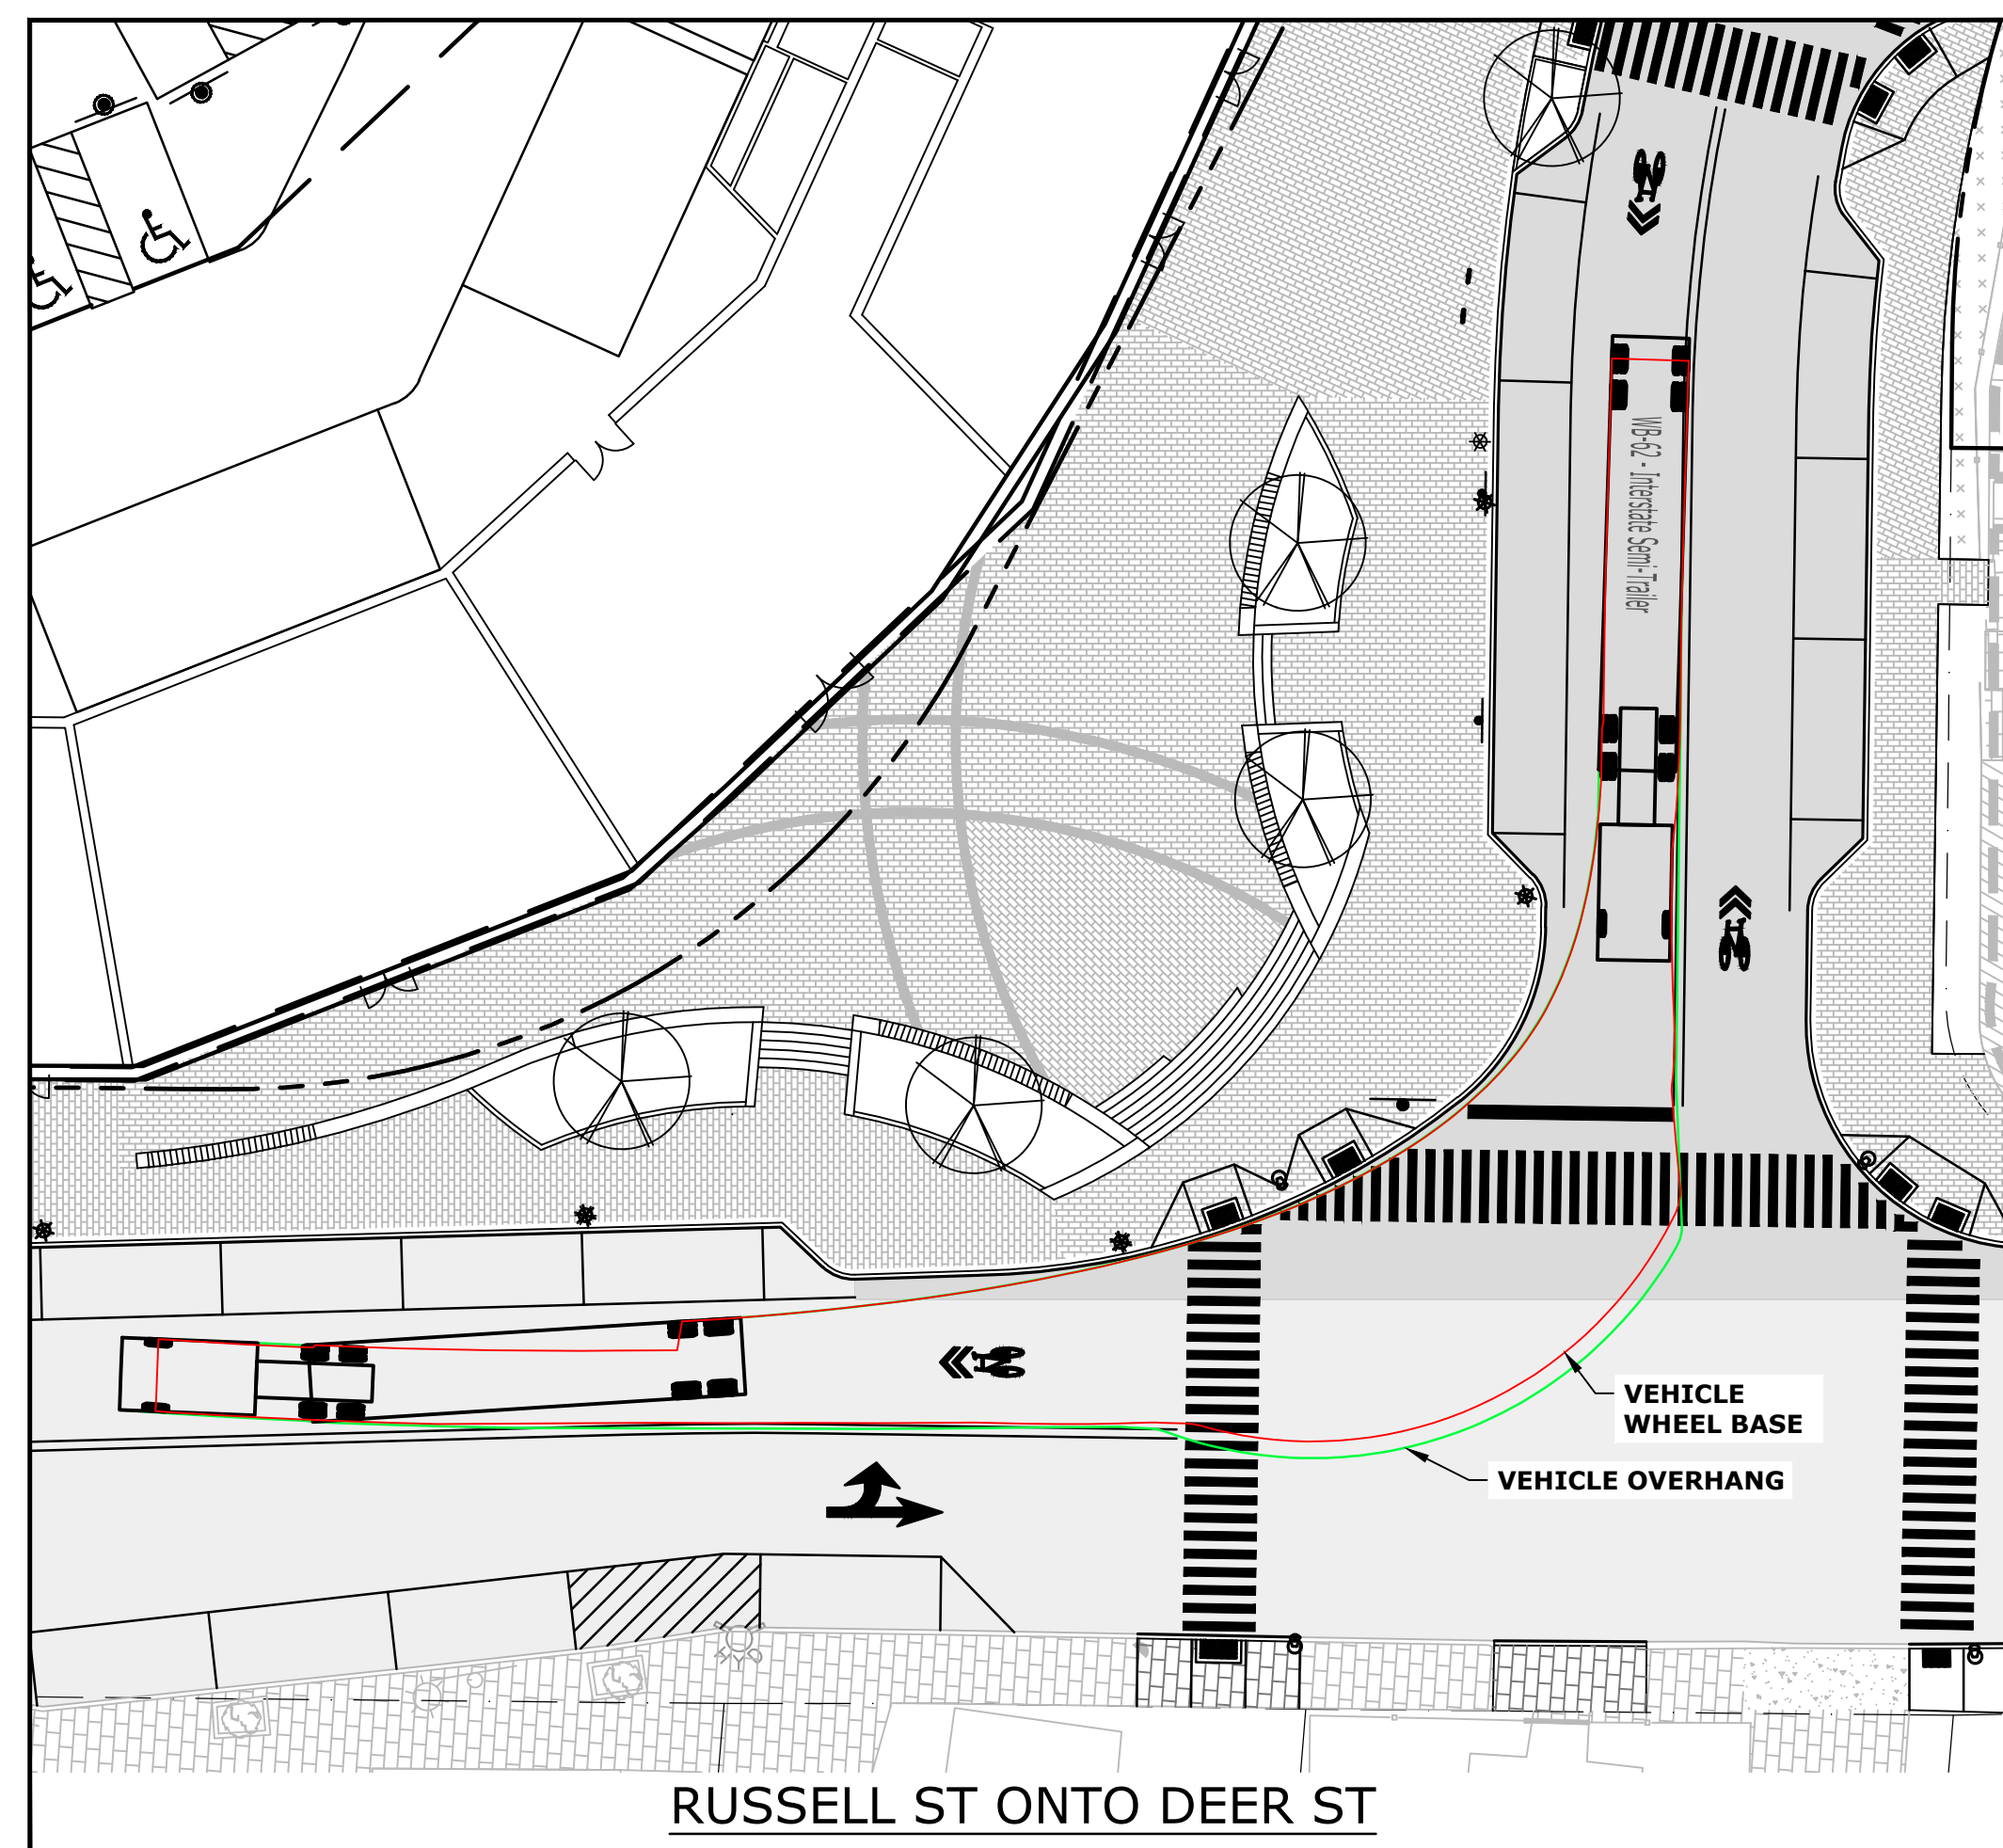 WB-62 - Interstate Semi-Trailer
VEHICLE
WHEEL BASE
VEHICLE OVERHANG
RUSSELL ST ONTO DEER ST